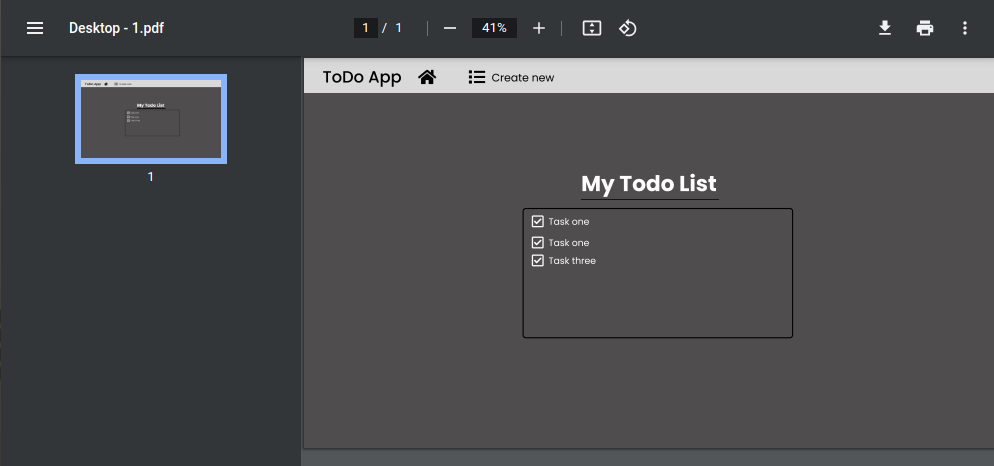 Desktop - 1.pdf
1 / 1
41%
1
ToDo App
Create new
My Todo List
Task one
Task one
Task three